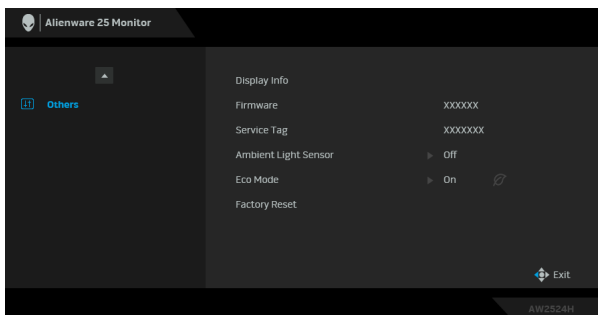 Alienware 25 Monitor
Others
Display Info
Firmware XXXXXX
Service Tag XXXXXXX
Ambient Light Sensor Off
Eco Mode On
Factory Reset
Exit
AW2524H